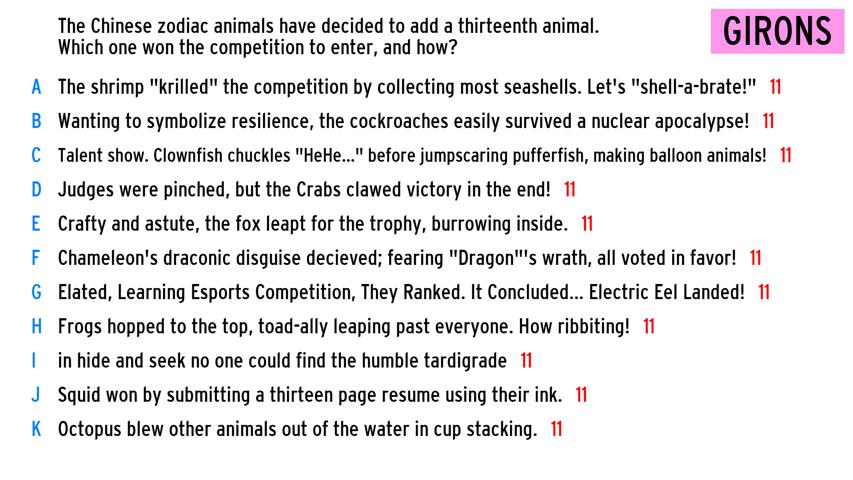 The Chinese zodiac animals have decided to add a thirteenth animal.
Which one won the competition to enter, and how?
GIRONS
A The shrimp "krilled" the competition by collecting most seashells. Let's "shell-a-brate!" 11
B Wanting to symbolize resilience, the cockroaches easily survived a nuclear apocalypse! 11
C Talent show. Clownfish chuckles "HeHe..." before jumpscaring pufferfish, making balloon animals! 11
D Judges were pinched, but the Crabs clawed victory in the end! 11
E Crafty and astute, the fox leapt for the trophy, burrowing inside. 11
F Chameleon's draconic disguise decieved; fearing "Dragon"'s wrath, all voted in favor! 11
G Elated, Learning Esports Competition, They Ranked. It Concluded... Electric Eel Landed! 11
H Frogs hopped to the top, toad-ally leaping past everyone. How ribbiting! 11
I in hide and seek no one could find the humble tardigrade 11
J Squid won by submitting a thirteen page resume using their ink. 11
K Octopus blew other animals out of the water in cup stacking. 11